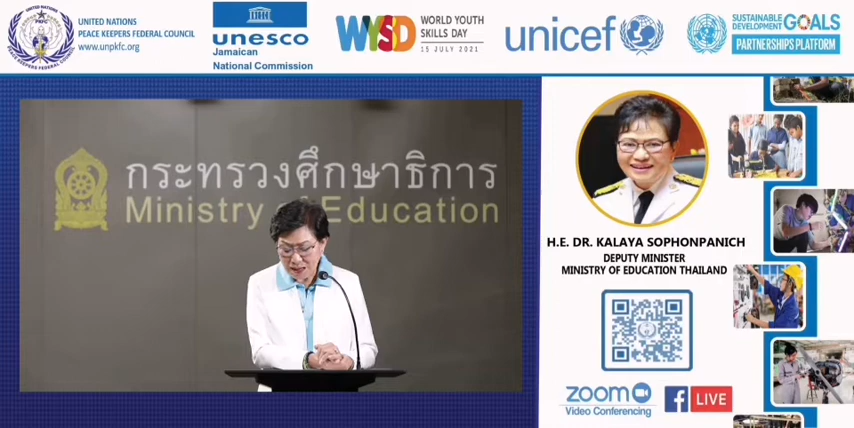 UNITED NATIONS
PEACE KEEPERS FEDERAL COUNCIL
www.unpkfc.org
unesco
Jamaican
National Commission
WYSD
WORLD YOUTH
SKILLS DAY
15 JULY 2021
unicef
SUSTAINABLE
DEVELOPMENT GOALS
PARTNERSHIPS PLATFORM
กระทรวงศึกษาธิการ
Ministry of Education
H.E. DR. KALAYA SOPHONPANICH
DEPUTY MINISTER
MINISTRY OF EDUCATION THAILAND
zoom
Video Conferencing
f LIVE